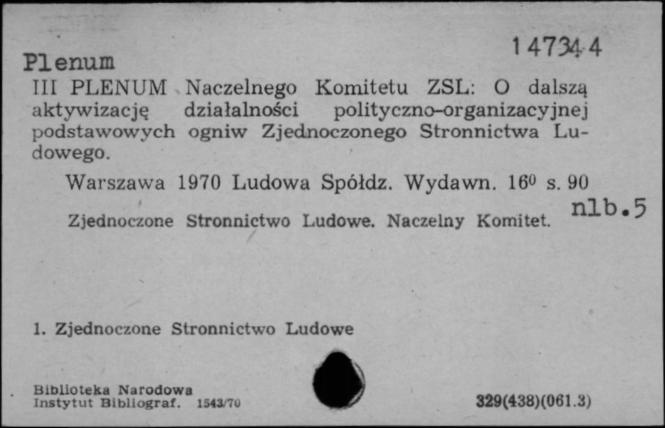 147344
Plenum
III PLENUM Naczelnego Komitetu ZSL: O dalszą
aktywizację działalności polityczno-organizacyjnej
podstawowych ogniw Zjednoczonego Stronnictwa Lu-
dowego.
Warszawa 1970 Ludowa Spółdz. Wydawn. 16⁰ s. 90
nlb.5
Zjednoczone Stronnictwo Ludowe. Naczelny Komitet.
1. Zjednoczone Stronnictwo Ludowe
Biblioteka Narodowa
Instytut Bibliograf. 1543/70
329(438)(061.3)